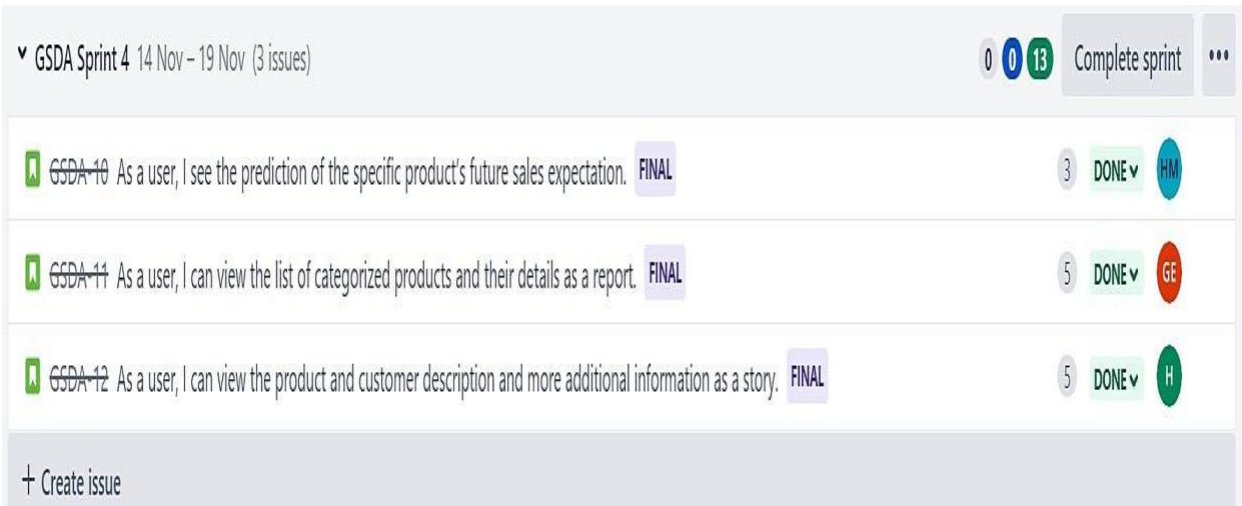 GSDA Sprint 4 14 Nov – 19 Nov (3 issues) 0 0 13 Complete sprint •••
GSDA-10 As a user, I see the prediction of the specific product's future sales expectation. FINAL 3 DONE HM
GSDA-11 As a user, I can view the list of categorized products and their details as a report. FINAL 5 DONE GE
GSDA-12 As a user, I can view the product and customer description and more additional information as a story. FINAL 5 DONE H
+ Create issue